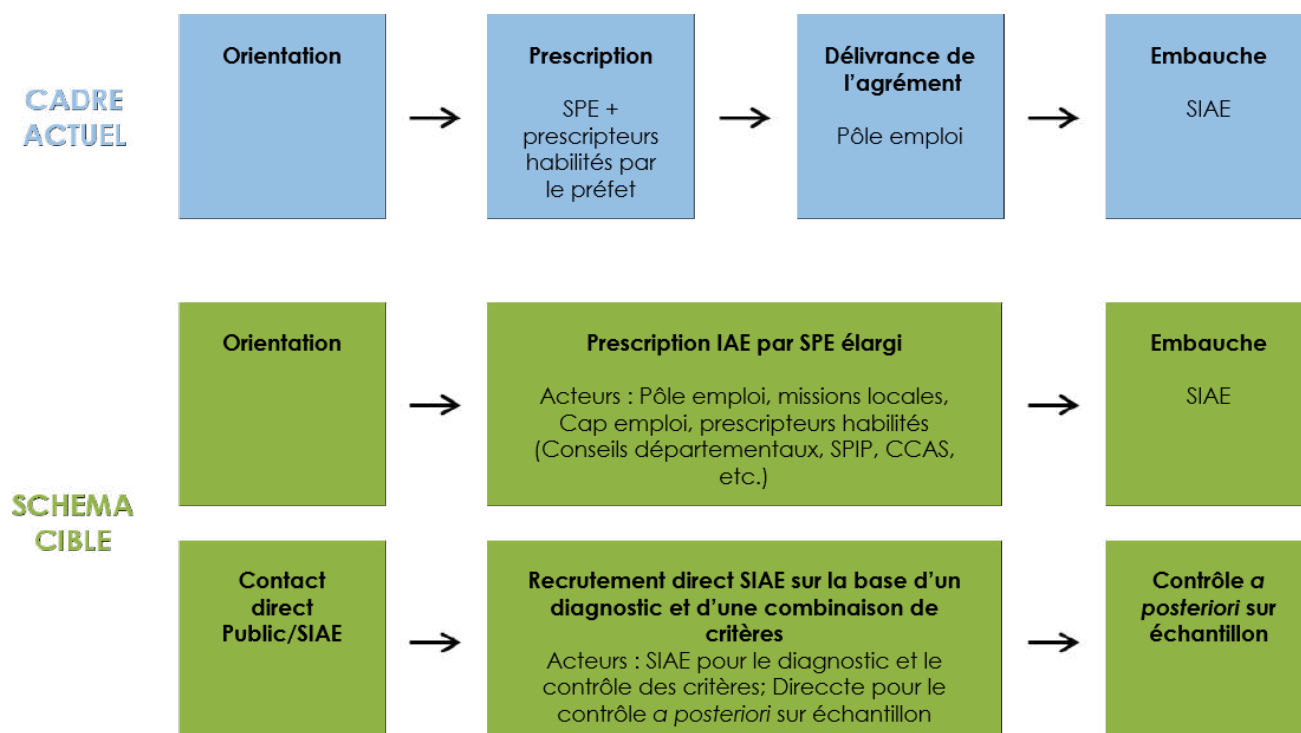 CADRE
ACTUEL
Orientation
Prescription
SPE +
prescripteurs
habilités par
le préfet
Délivrance de
l'agrément
Pôle emploi
Embauche
SIAE
SCHEMA
CIBLE
Orientation
Prescription IAE par SPE élargi
Acteurs : Pôle emploi, missions locales,
Cap emploi, prescripteurs habilités
(Conseils départementaux, SPIP, CCAS,
etc.)
Embauche
SIAE
Contact
direct
Public/SIAE
Recrutement direct SIAE sur la base d'un
diagnostic et d'une combinaison de
critères
Acteurs : SIAE pour le diagnostic et le
contrôle des critères; Direccte pour le
contrôle a posteriori sur échantillon
Contrôle a
posteriori sur
échantillon